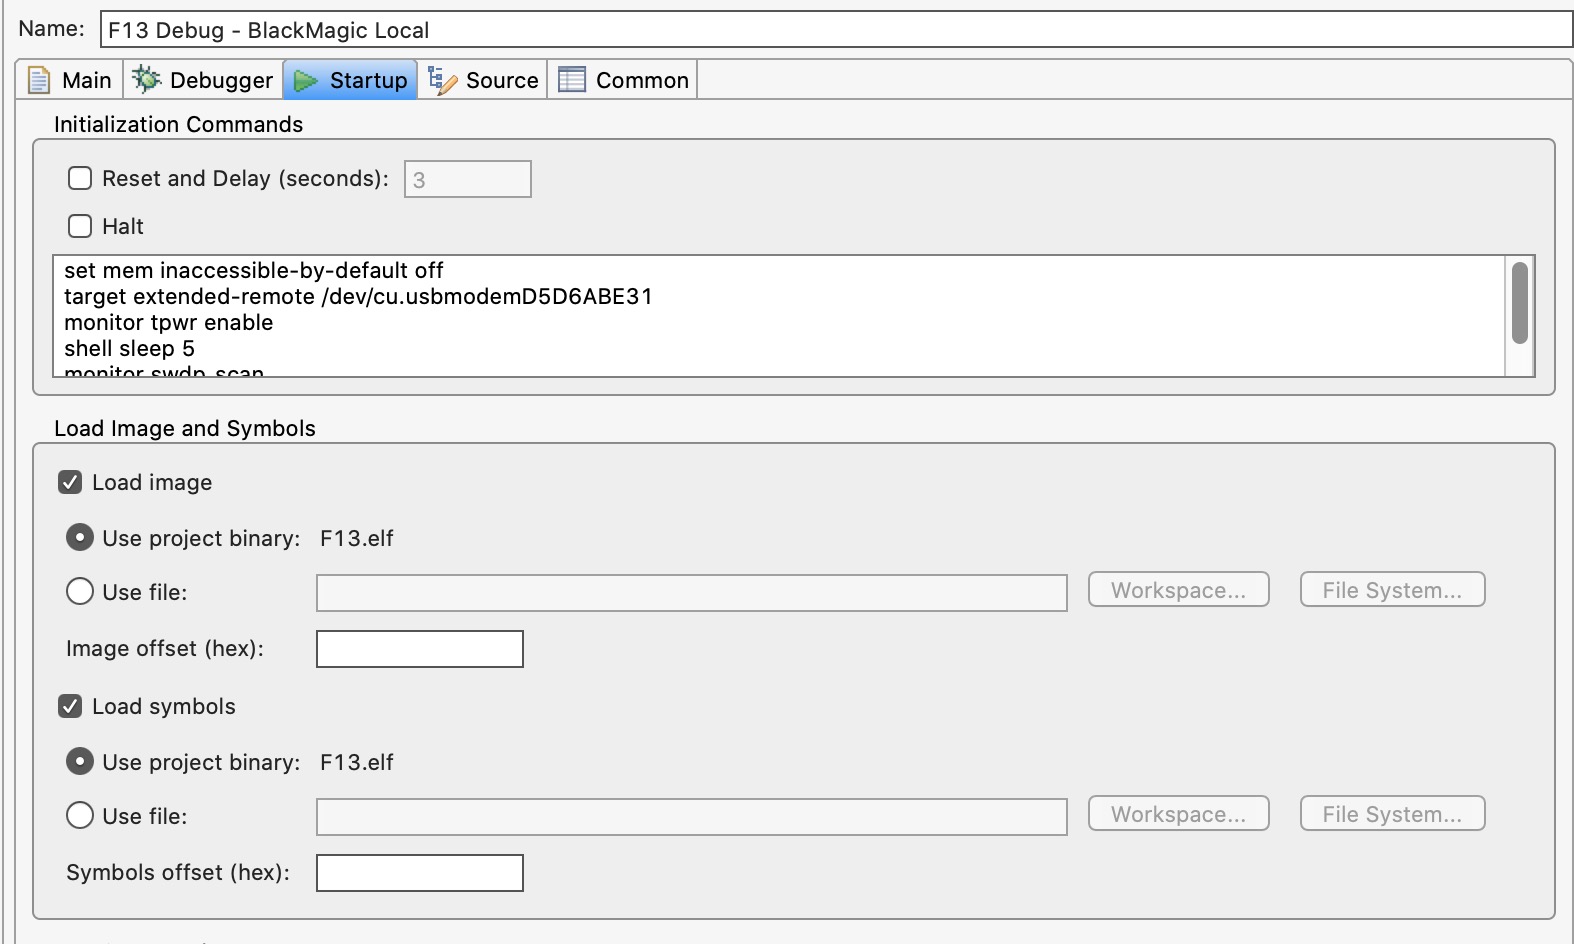 Name: F13 Debug - BlackMagic Local
Main Debugger Startup Source Common
Initialization Commands
Reset and Delay (seconds): 3
Halt
set mem inaccessible-by-default off
target extended-remote /dev/cu.usbmodemD5D6ABE31
monitor tpwr enable
shell sleep 5
monitor swdp_scan
Load Image and Symbols
Load image
Use project binary: F13.elf
Use file: Workspace... File System...
Image offset (hex):
Load symbols
Use project binary: F13.elf
Use file: Workspace... File System...
Symbols offset (hex):